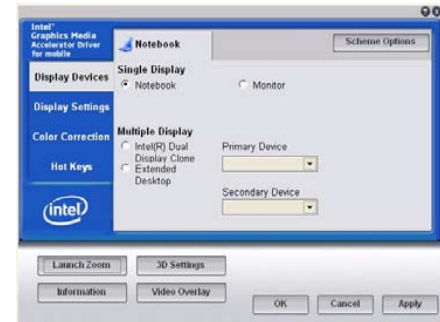 Intel®
Graphics Media
Accelerator Driver
for mobile
Notebook
Scheme Options
Display Devices
Single Display
Notebook
Monitor
Display Settings
Color Correction
Multiple Display
Intel(R) Dual
Display Clone
Extended
Desktop
Primary Device
Hot Keys
Secondary Device
intel
Launch Zoom
3D Settings
Information
Video Overlay
OK
Cancel
Apply